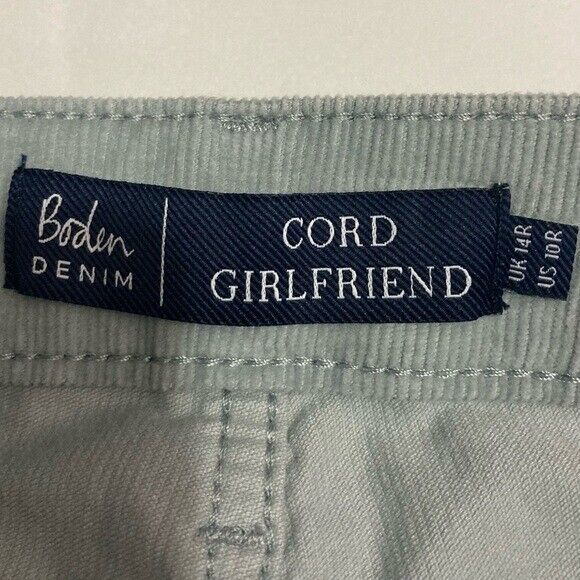 Boden
DENIM
CORD
GIRLFRIEND
UK 14R
US 10R